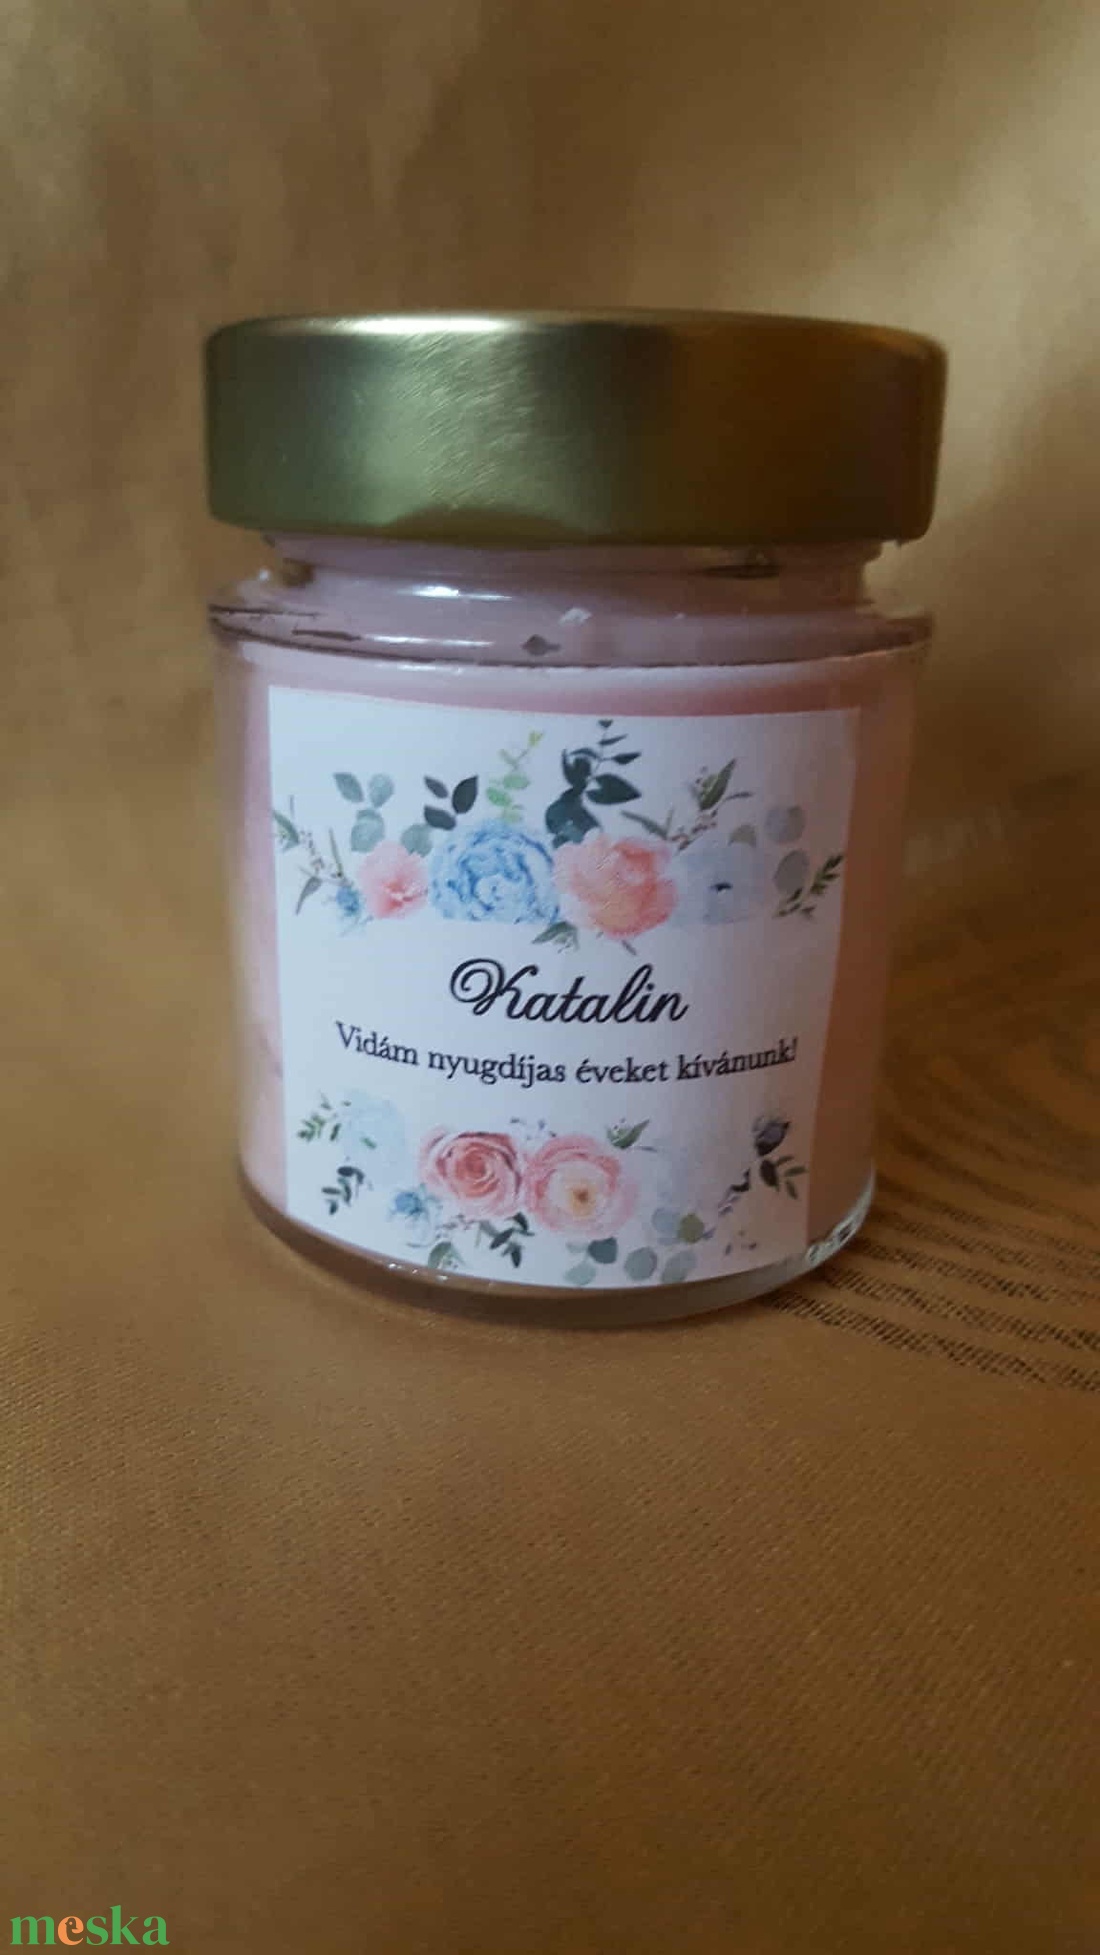 Katalin
Vidám nyugdíjas éveket kívánunk!
meska